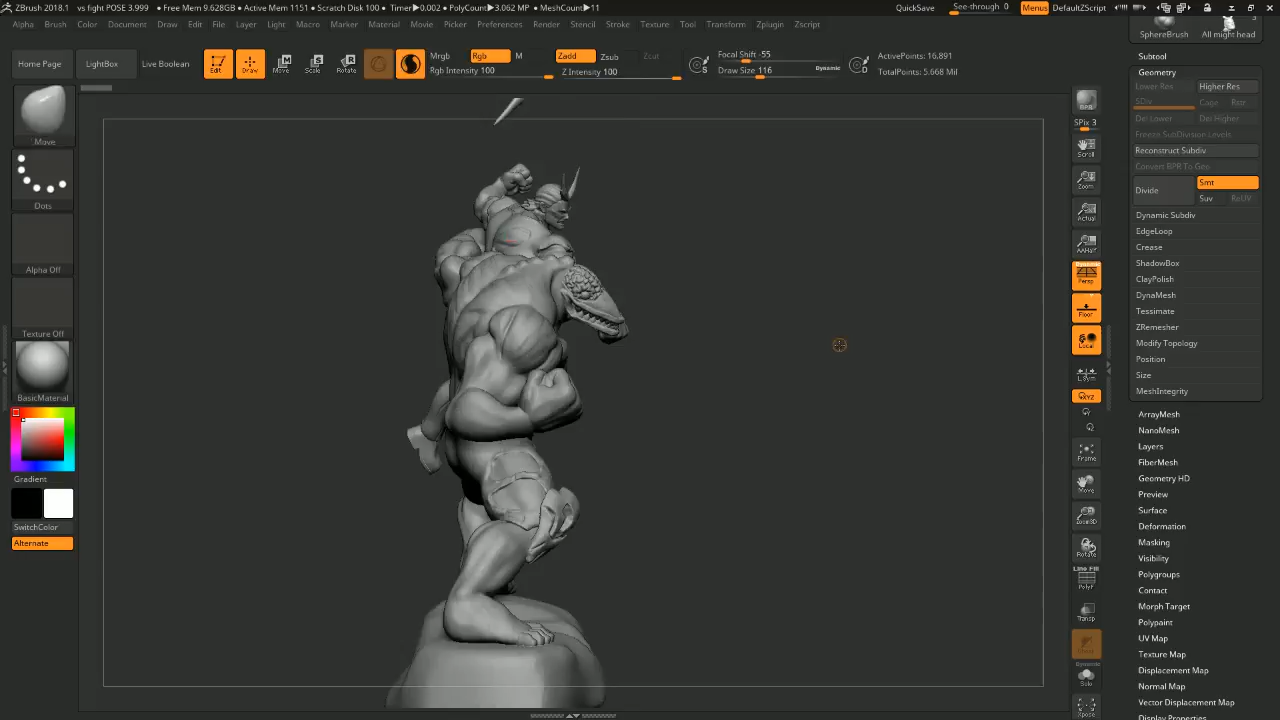 ZBrush 2018.1   vs fight POSE 3.999   • Free Mem 9.628GB • Active Mem 1151 • Scratch Disk 100 • Timer▶0.002 • PolyCount▶3.062 MP • MeshCount▶11
QuickSave See-through 0 Menus DefaultZScript
Alpha Brush Color Document Draw Edit File Layer Light Macro Marker Material Movie Picker Preferences Render Stencil Stroke Texture Tool Transform Zplugin Zscript
Home Page LightBox Live Boolean Edit Draw Move Scale Rotate
Mrgb Rgb M Zadd Zsub Zcut
Rgb Intensity 100 Z Intensity 100
Focal Shift -55
Draw Size 116 Dynamic
ActivePoints: 16,891
TotalPoints: 5.668 Mil
Move
Dots
Alpha Off
Texture Off
BasicMaterial
Gradient
SwitchColor
Alternate
BPR
SPix 3
Scroll
Zoom
Actual
AAHalf
Dynamic
Persp
Floor
Local
L.Sym
XYZ
Frame
Move
Zoom3D
Rotate
Line Fill
PolyF
Transp
Dynamic
Solo
Xpose
SphereBrush All might head
3
Subtool
Geometry
Lower Res Higher Res
SDiv Cage Rstr
Del Lower Del Higher
Freeze SubDivision Levels
Reconstruct Subdiv
Convert BPR To Geo
Divide Smt
Suv ReUV
Dynamic Subdiv
EdgeLoop
Crease
ShadowBox
ClayPolish
DynaMesh
Tessimate
ZRemesher
Modify Topology
Position
Size
MeshIntegrity
ArrayMesh
NanoMesh
Layers
FiberMesh
Geometry HD
Preview
Surface
Deformation
Masking
Visibility
Polygroups
Contact
Morph Target
Polypaint
UV Map
Texture Map
Displacement Map
Normal Map
Vector Displacement Map
Display Properties